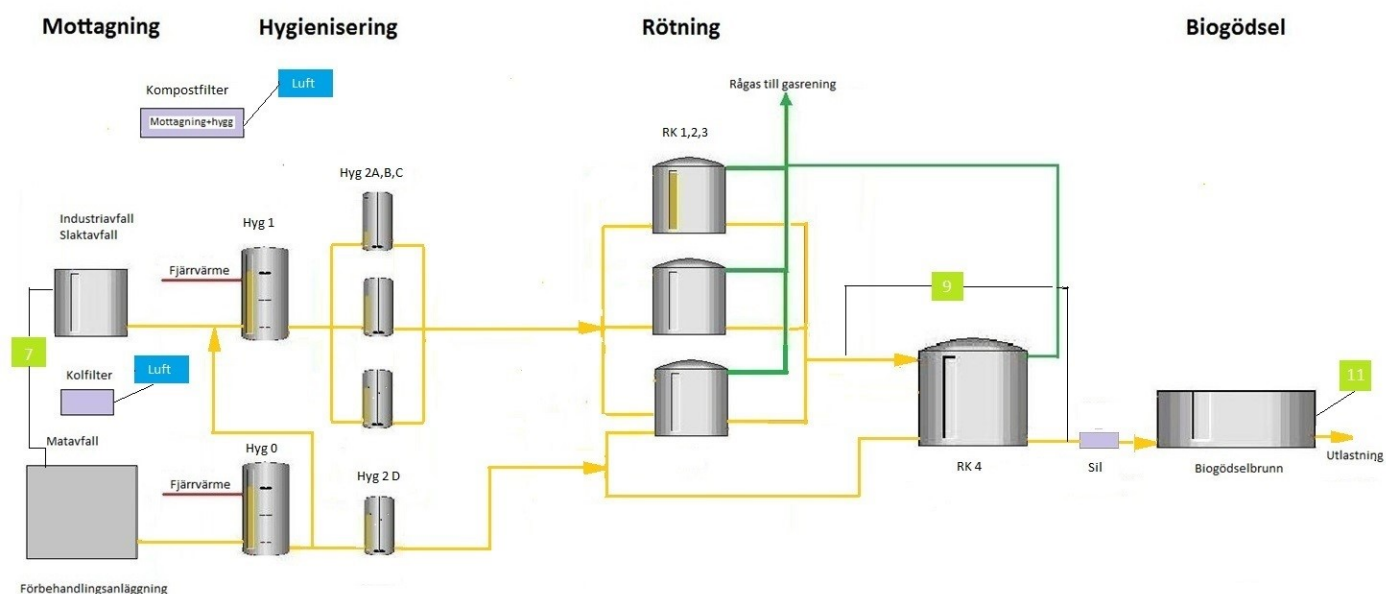 Mottagning
Hygienisering
Rötning
Biogödsel
Kompostfilter
Luft
Mottagning+hygg
Rågas till gasrening
RK 1,2,3
Hyg 2A,B,C
Industriavfall
Slaktavfall
Hyg 1
Fjärrvärme
7
9
Kolfilter
Luft
11
Matavfall
Hyg 0
Fjärrvärme
Hyg 2 D
RK 4
Sil
Biogödselbrunn
Utlastning
Förbehandlingsanläggning